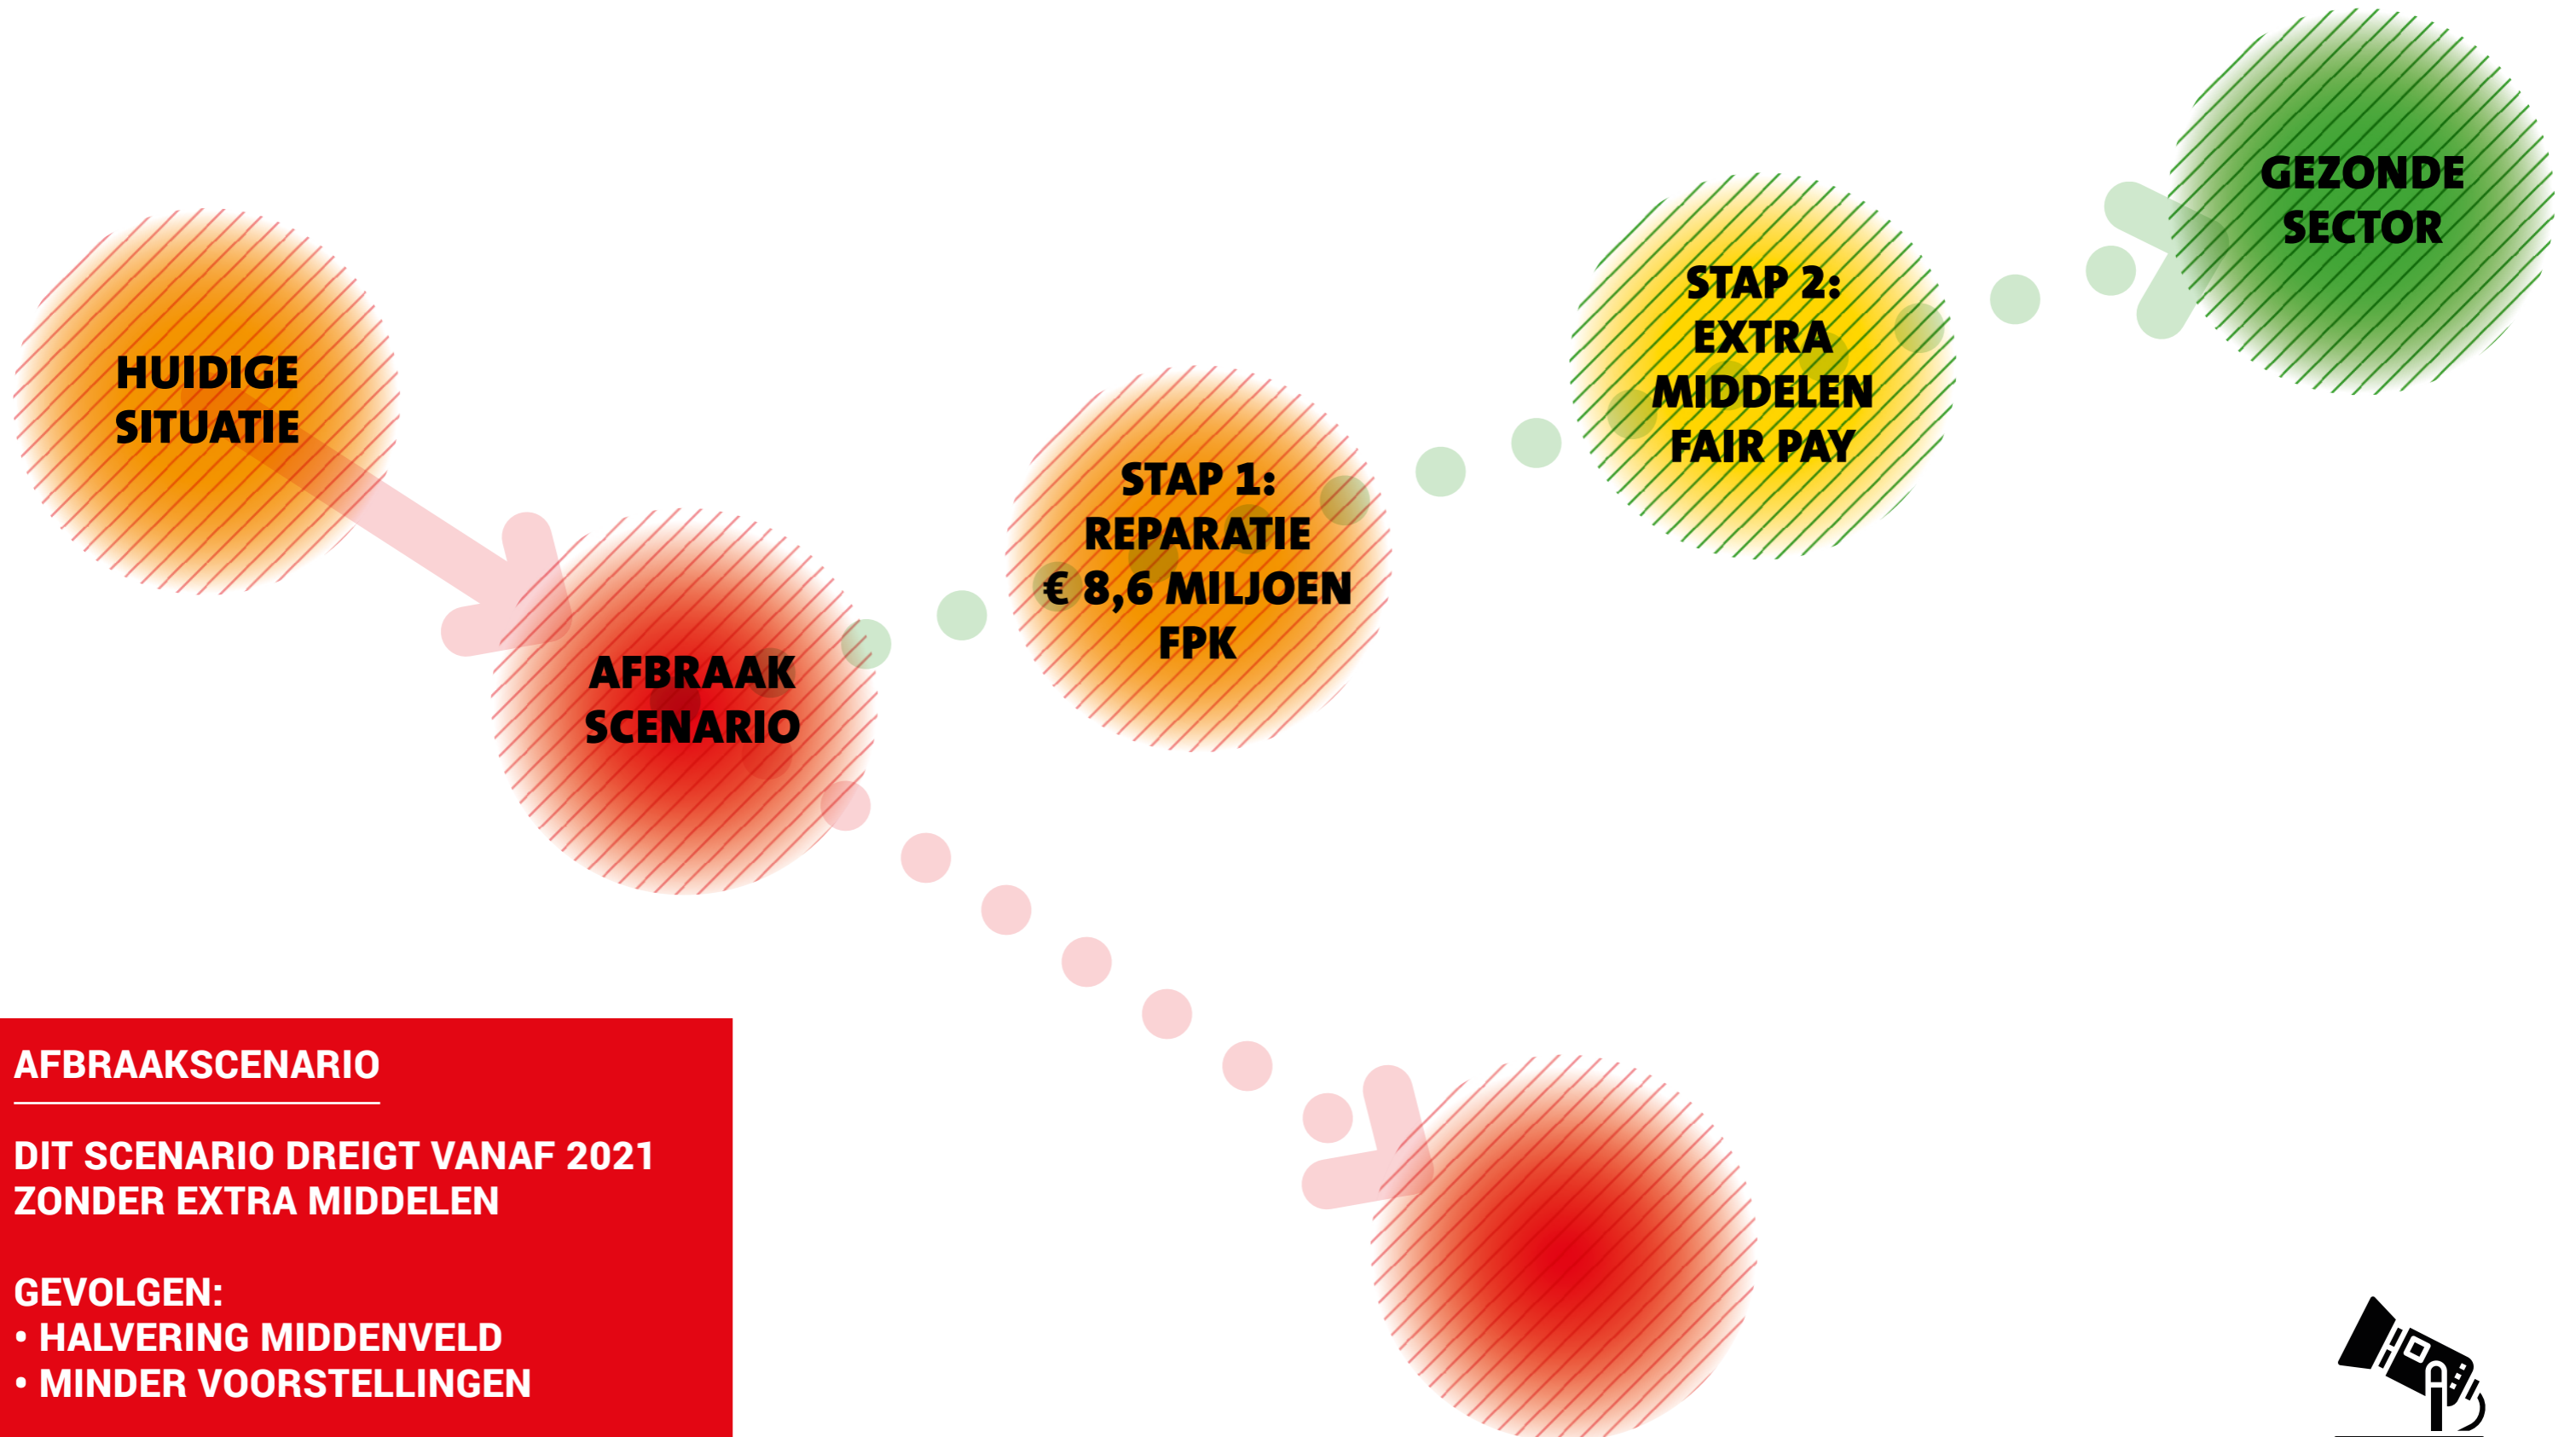 HUIDIGE
SITUATIE
AFBRAAK
SCENARIO
STAP 1:
REPARATIE
€ 8,6 MILJOEN
FPK
STAP 2:
EXTRA
MIDDELEN
FAIR PAY
GEZONDE
SECTOR
AFBRAAKSCENARIO
DIT SCENARIO DREIGT VANAF 2021
ZONDER EXTRA MIDDELEN
GEVOLGEN:
• HALVERING MIDDENVELD
• MINDER VOORSTELLINGEN